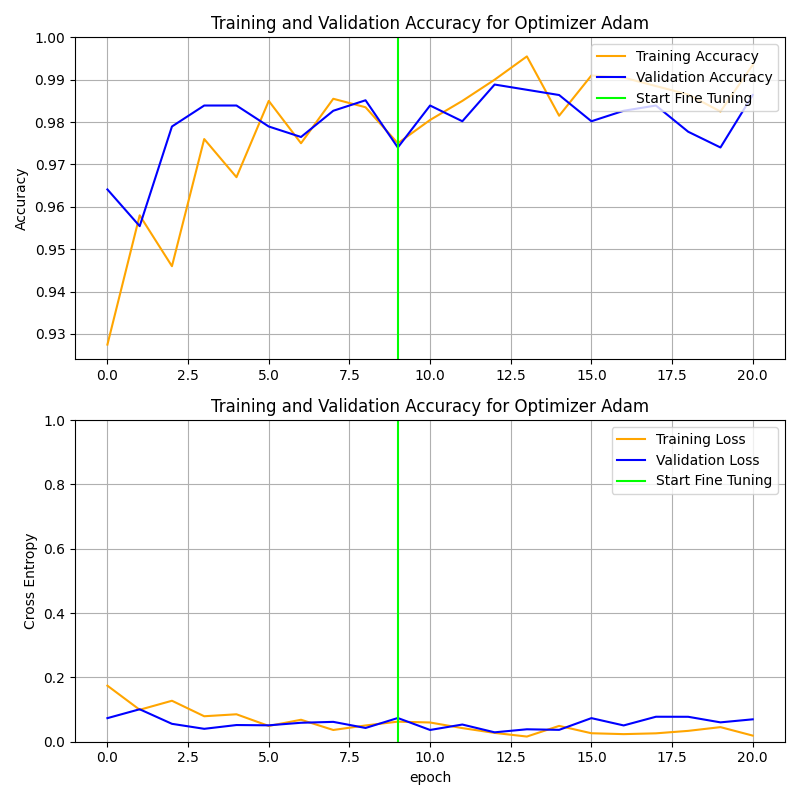 Training and Validation Accuracy for Optimizer Adam
1.00
0.99
0.98
0.97
0.96
0.95
0.94
0.93
Accuracy
Training Accuracy
Validation Accuracy
Start Fine Tuning
0.0 2.5 5.0 7.5 10.0 12.5 15.0 17.5 20.0
Training and Validation Accuracy for Optimizer Adam
1.0
0.8
0.6
0.4
0.2
0.0
Cross Entropy
Training Loss
Validation Loss
Start Fine Tuning
0.0 2.5 5.0 7.5 10.0 12.5 15.0 17.5 20.0
epoch